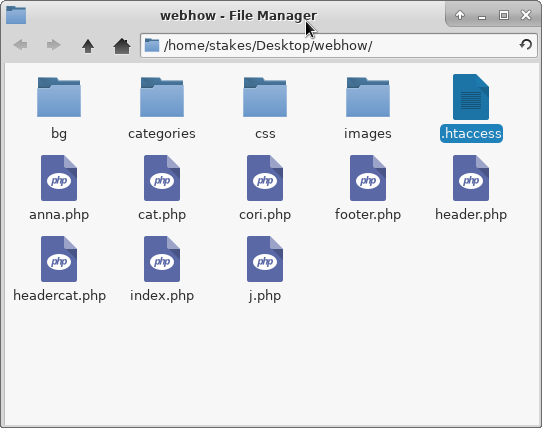 webhow - File Manager
/home/stakes/Desktop/webhow/
bg categories css images .htaccess
php php php php php
anna.php cat.php cori.php footer.php header.php
php php php
headercat.php index.php j.php